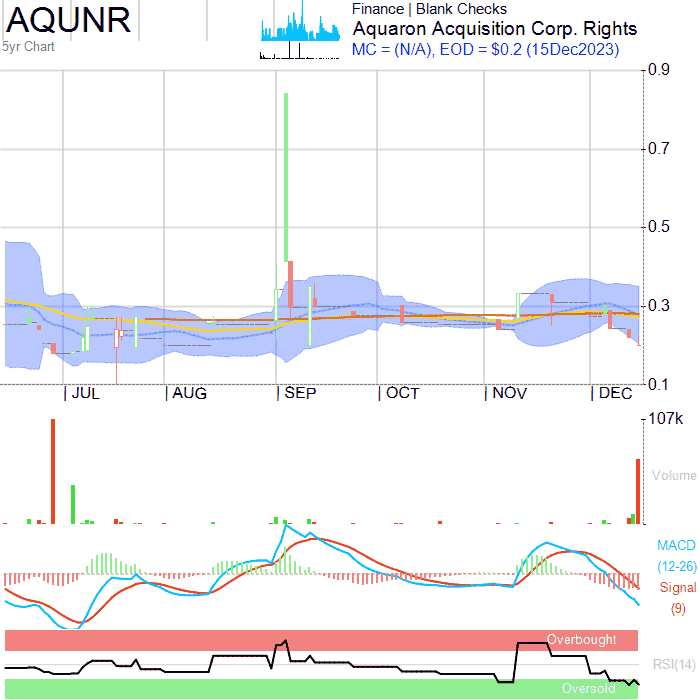 AQUNR
5yr Chart
Finance | Blank Checks
Aquaron Acquisition Corp. Rights
MC = (N/A), EOD = $0.2 (15Dec2023)
0.9
0.7
0.5
0.3
0.1
JUL AUG SEP OCT NOV DEC
107k
Volume
MACD
(12-26)
Signal
(9)
Overbought
RSI(14)
Oversold